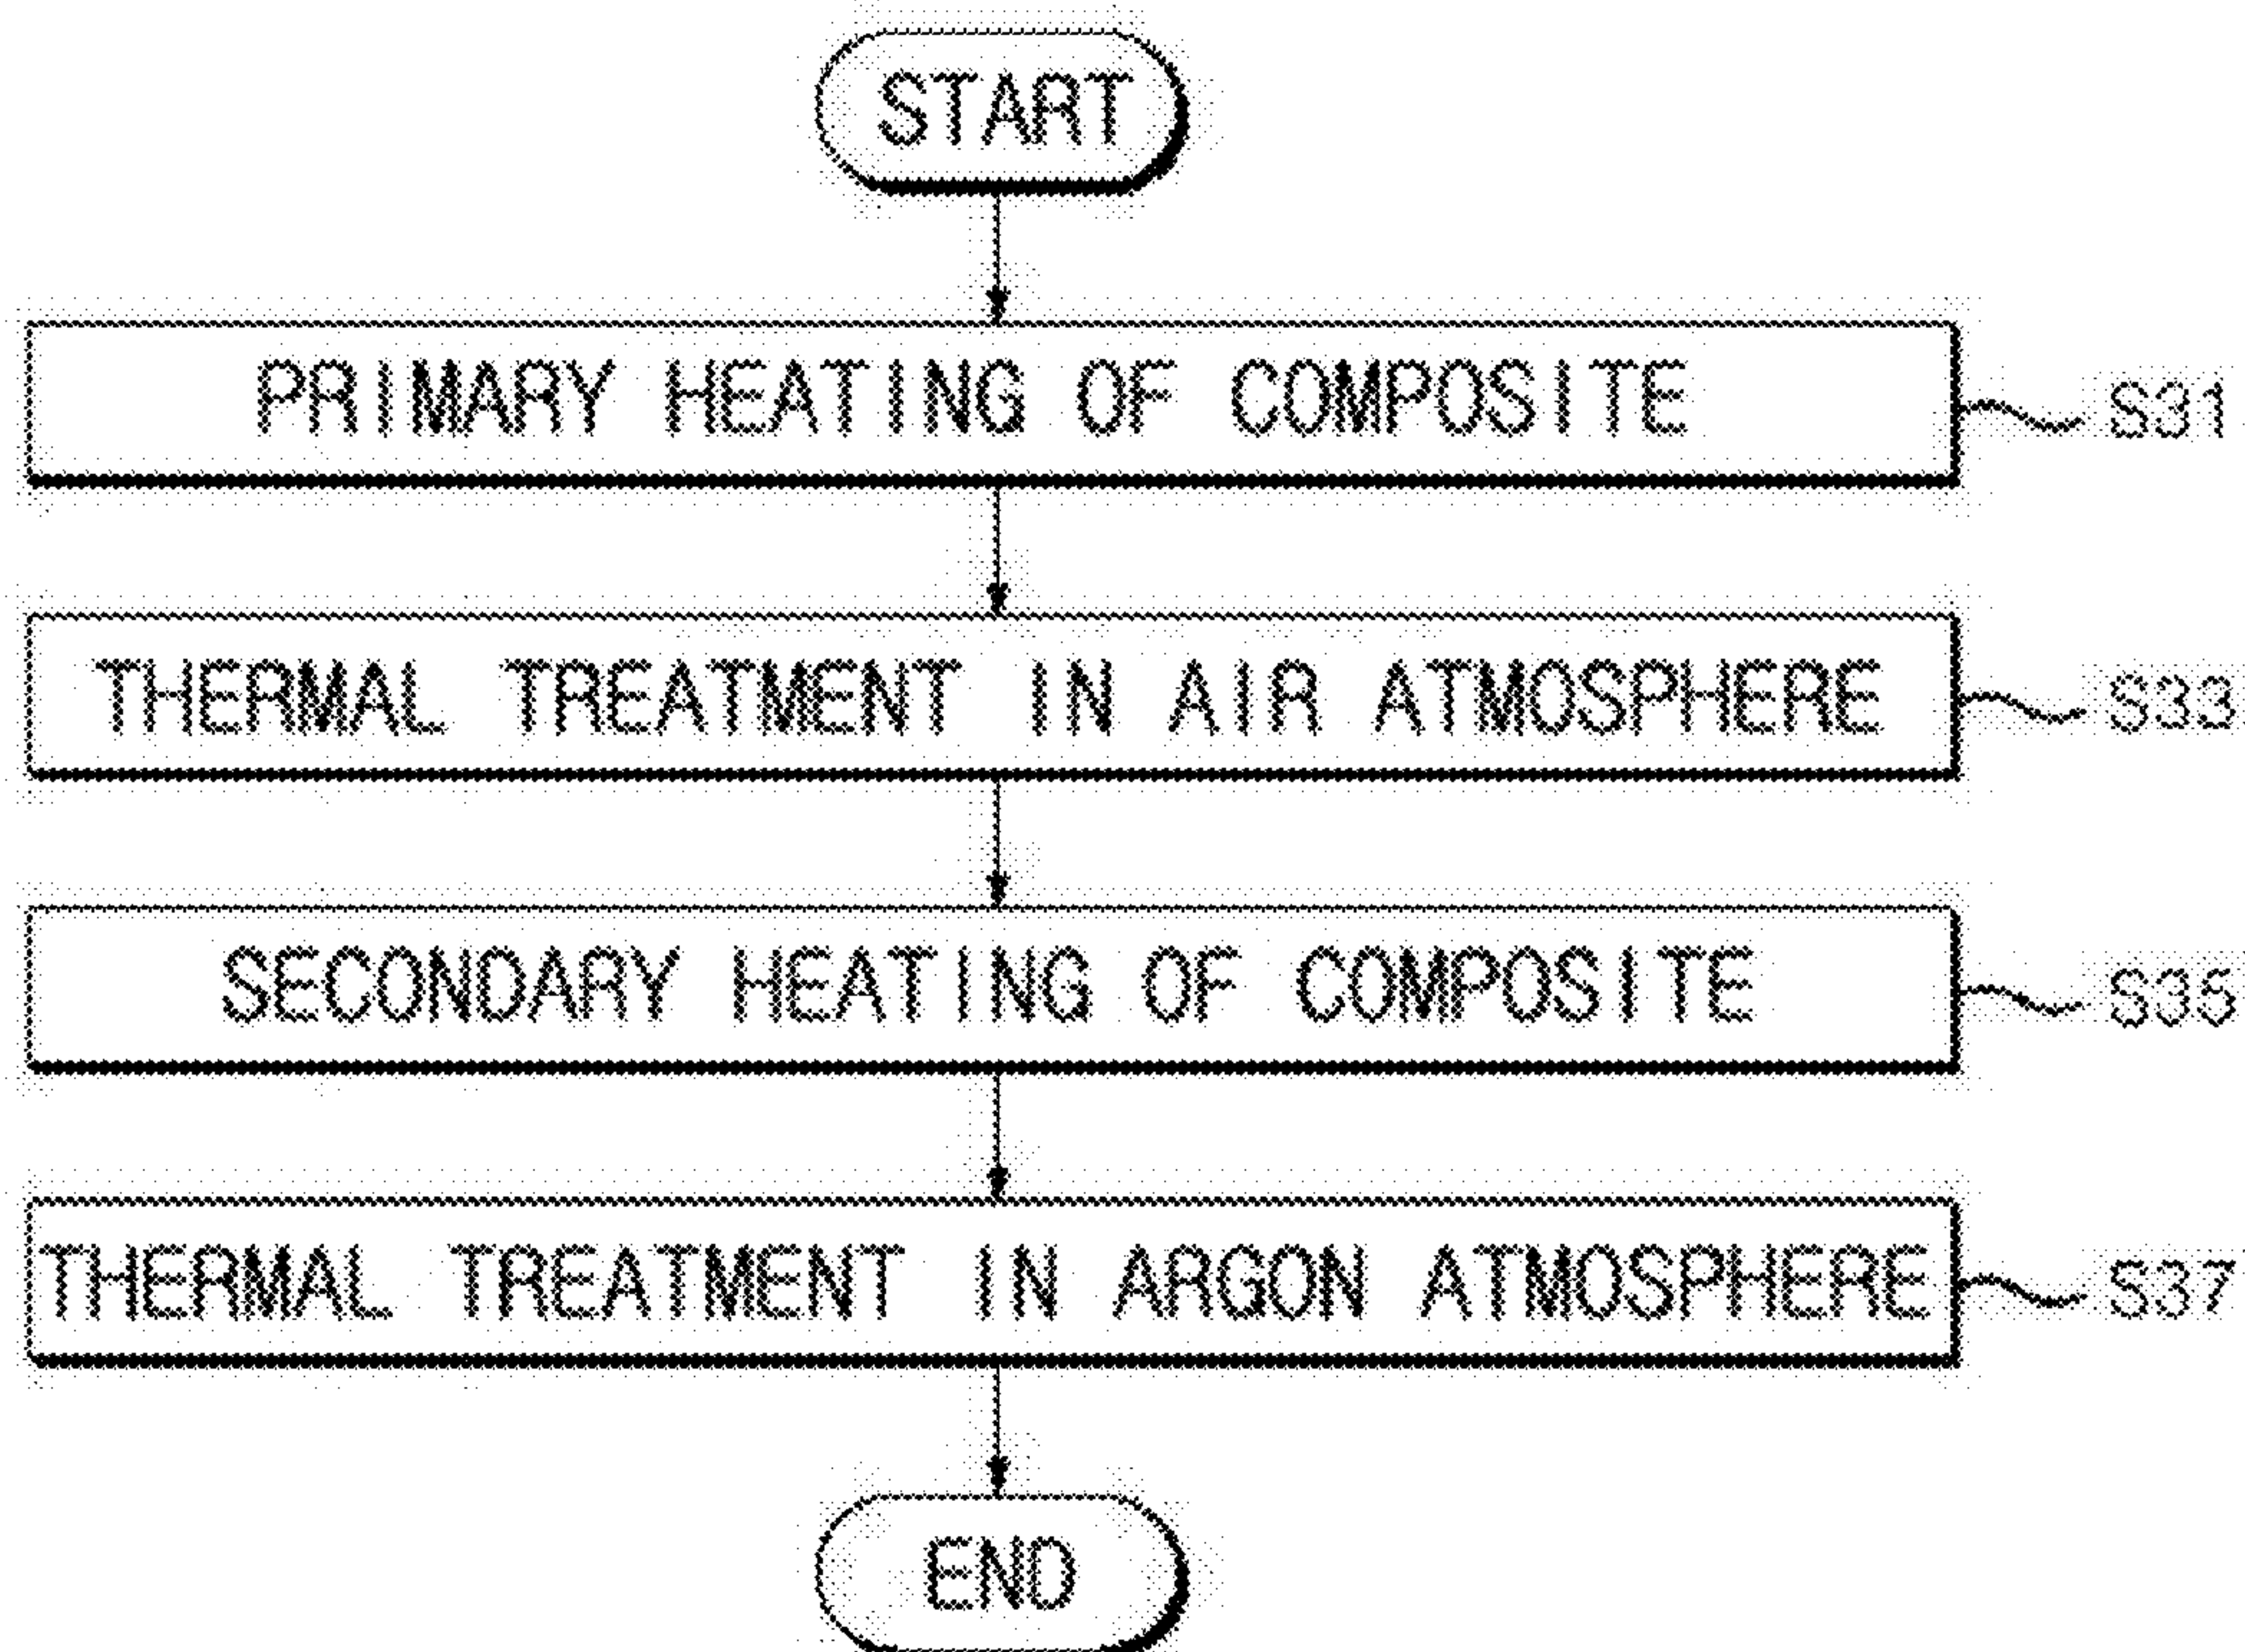 START
PRIMARY HEATING OF COMPOSITE
S31
THERMAL TREATMENT IN AIR ATMOSPHERE
S33
SECONDARY HEATING OF COMPOSITE
S35
THERMAL TREATMENT IN ARGON ATMOSPHERE
S37
END